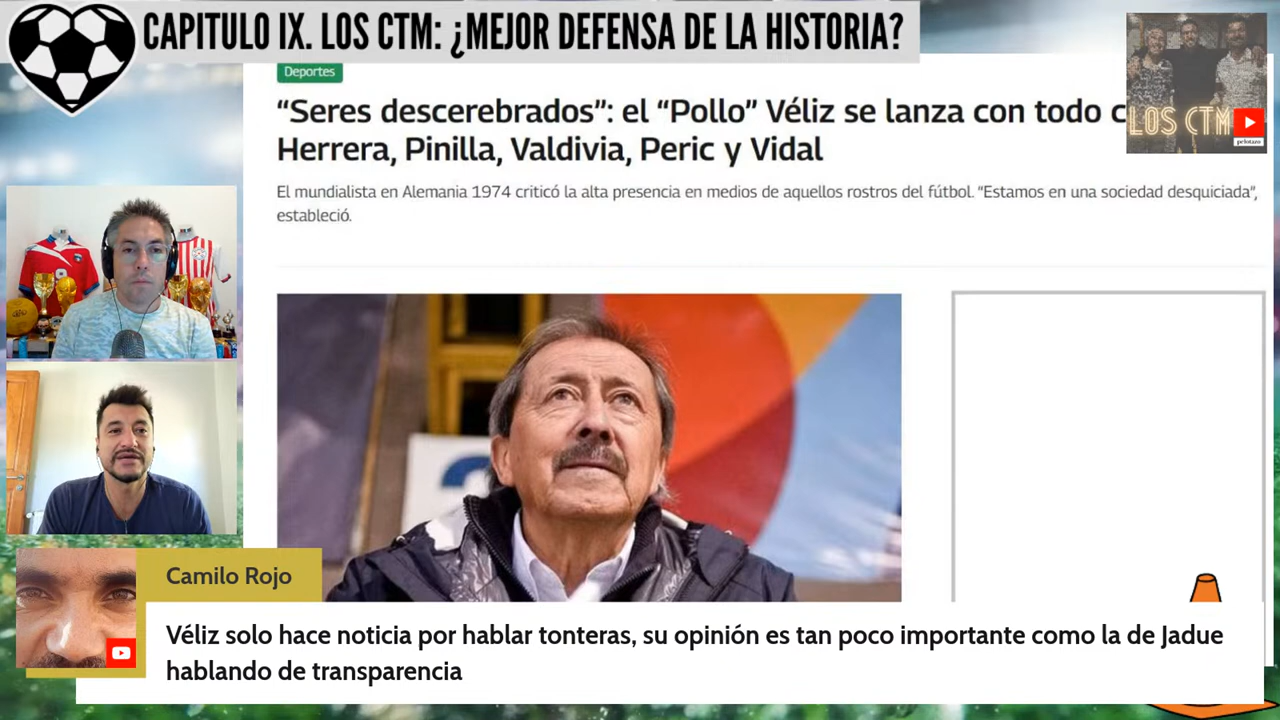 CAPITULO IX. LOS CTM: ¿MEJOR DEFENSA DE LA HISTORIA?
Deportes
“Seres descerebrados”: el “Pollo” Véliz se lanza con todo c
Herrera, Pinilla, Valdivia, Peric y Vidal
El mundialista en Alemania 1974 criticó la alta presencia en medios de aquellos rostros del fútbol. “Estamos en una sociedad desquiciada”,
estableció.
LOS CTM
pelotazo
Camilo Rojo
Véliz solo hace noticia por hablar tonteras, su opinión es tan poco importante como la de Jadue
hablando de transparencia